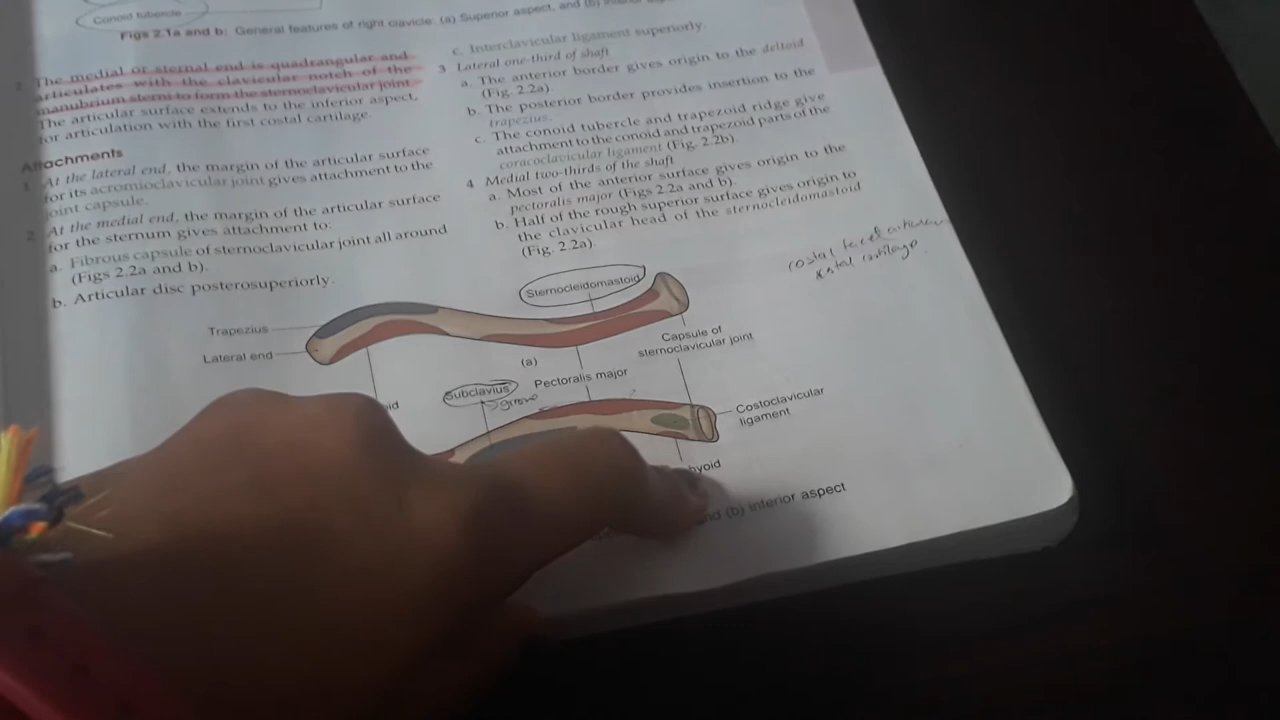 Conoid tubercle
Figs 2.1a and b: General features of right clavicle: (a) Superior aspect, and (b)
2. The medial or sternal end is quadrangular and
articulates with the clavicular notch of the
manubrium sterni to form the sternoclavicular joint.
The articular surface extends to the inferior aspect,
for articulation with the first costal cartilage.
Attachments
1 At the lateral end, the margin of the articular surface
for its acromioclavicular joint gives attachment to the
joint capsule.
2 At the medial end, the margin of the articular surface
for the sternum gives attachment to:
a. Fibrous capsule of sternoclavicular joint all around
(Figs 2.2a and b).
b. Articular disc posterosuperiorly.
c. Interclavicular ligament superiorly.
3 Lateral one-third of shaft
a. The anterior border gives origin to the deltoid
(Fig. 2.2a)
b. The posterior border provides insertion to the
trapezius.
c. The conoid tubercle and trapezoid ridge give
attachment to the conoid and trapezoid parts of the
coracoclavicular ligament (Fig. 2.2b).
4 Medial two-thirds of the shaft
a. Most of the anterior surface gives origin to the
pectoralis major (Figs 2.2a and b).
b. Half of the rough superior surface gives origin to
the clavicular head of the sternocleidomastoid
(Fig. 2.2a).
costal
cartilage
Sternocleidomastoid
Trapezius
Lateral end
Capsule of
sternoclavicular joint
(a)
Subclavius
Pectoralis major
id
groove
Costoclavicular
ligament
hyoid
nd (b) inferior aspect